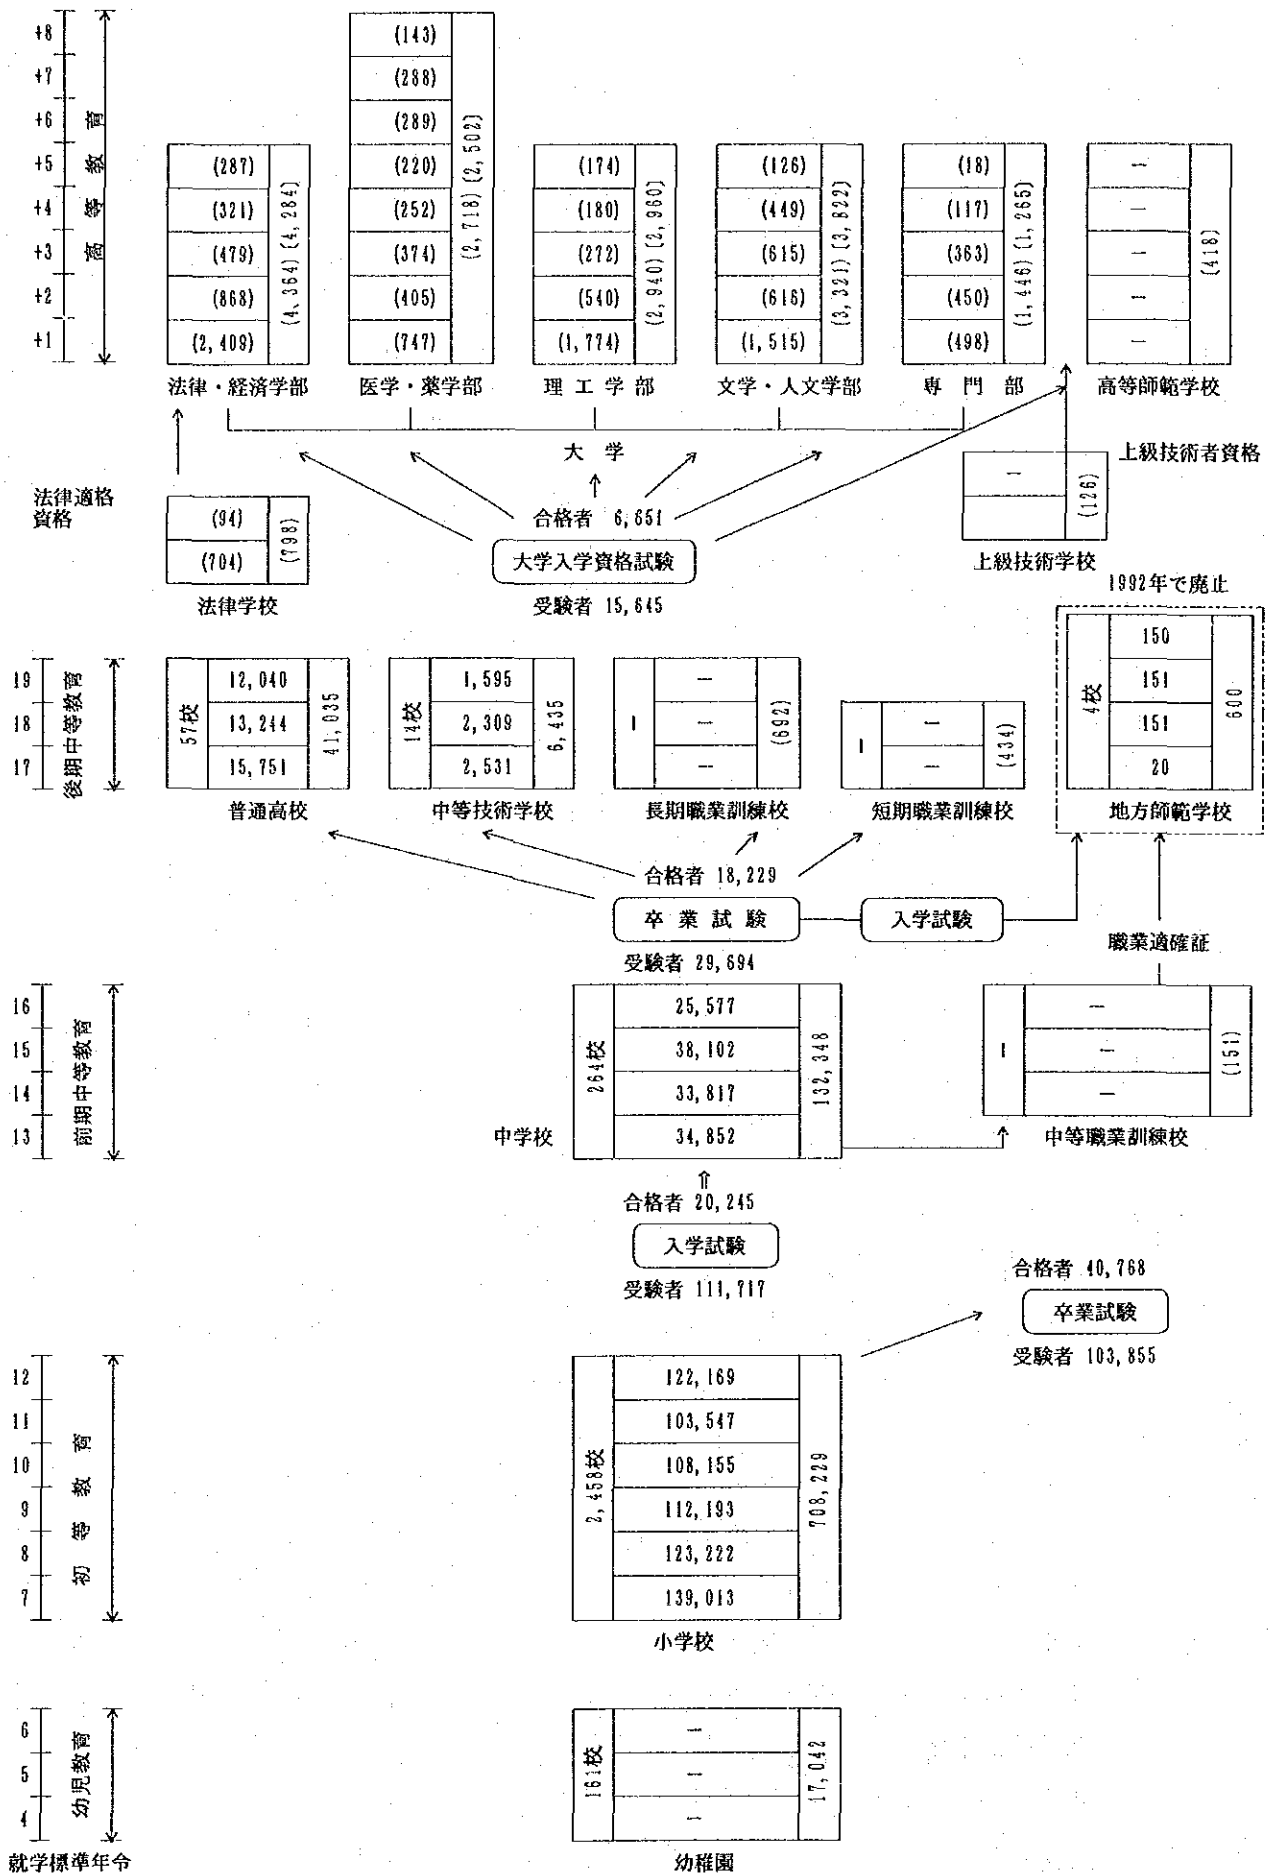 +8
+7
+6
+5
+4
+3
+2
+1
高等教育
(287)
(321)
(479)
(868)
(2,409)
(4,364)(4,284)
法律・経済学部
(143)
(288)
(289)
(220)
(252)
(374)
(405)
(747)
(2,718)(2,502)
医学・薬学部
(174)
(180)
(272)
(540)
(1,774)
(2,940)(2,960)
理工学部
(126)
(449)
(615)
(616)
(1,515)
(3,321)(3,822)
文学・人文学部
(18)
(117)
(363)
(450)
(498)
(1,446)(1,265)
専門部
—
—
—
—
—
(418)
高等師範学校
大学
法律適格
資格
(94)
(704)
(798)
法律学校
合格者 6,651
大学入学資格試験
受験者 15,645
上級技術者資格
—
(126)
上級技術学校
1992年で廃止
19
18
17
後期中等教育
57校
12,040
13,244
15,751
41,035
普通高校
14校
1,595
2,309
2,531
6,435
中等技術学校
—
—
—
—
(692)
長期職業訓練校
—
—
—
(434)
短期職業訓練校
4校
150
151
151
20
600
地方師範学校
合格者 18,229
卒業試験
入学試験
受験者 29,694
職業適確証
16
15
14
13
前期中等教育
264校
25,577
38,102
33,817
34,852
132,348
中学校
—
—
—
—
(151)
中等職業訓練校
合格者 20,245
入学試験
受験者 111,717
合格者 40,768
卒業試験
受験者 103,855
12
11
10
9
8
7
初等教育
2,458校
122,169
103,547
108,155
112,193
123,222
139,013
708,229
小学校
6
5
4
幼児教育
161校
—
—
—
17,042
就学標準年令
幼稚園